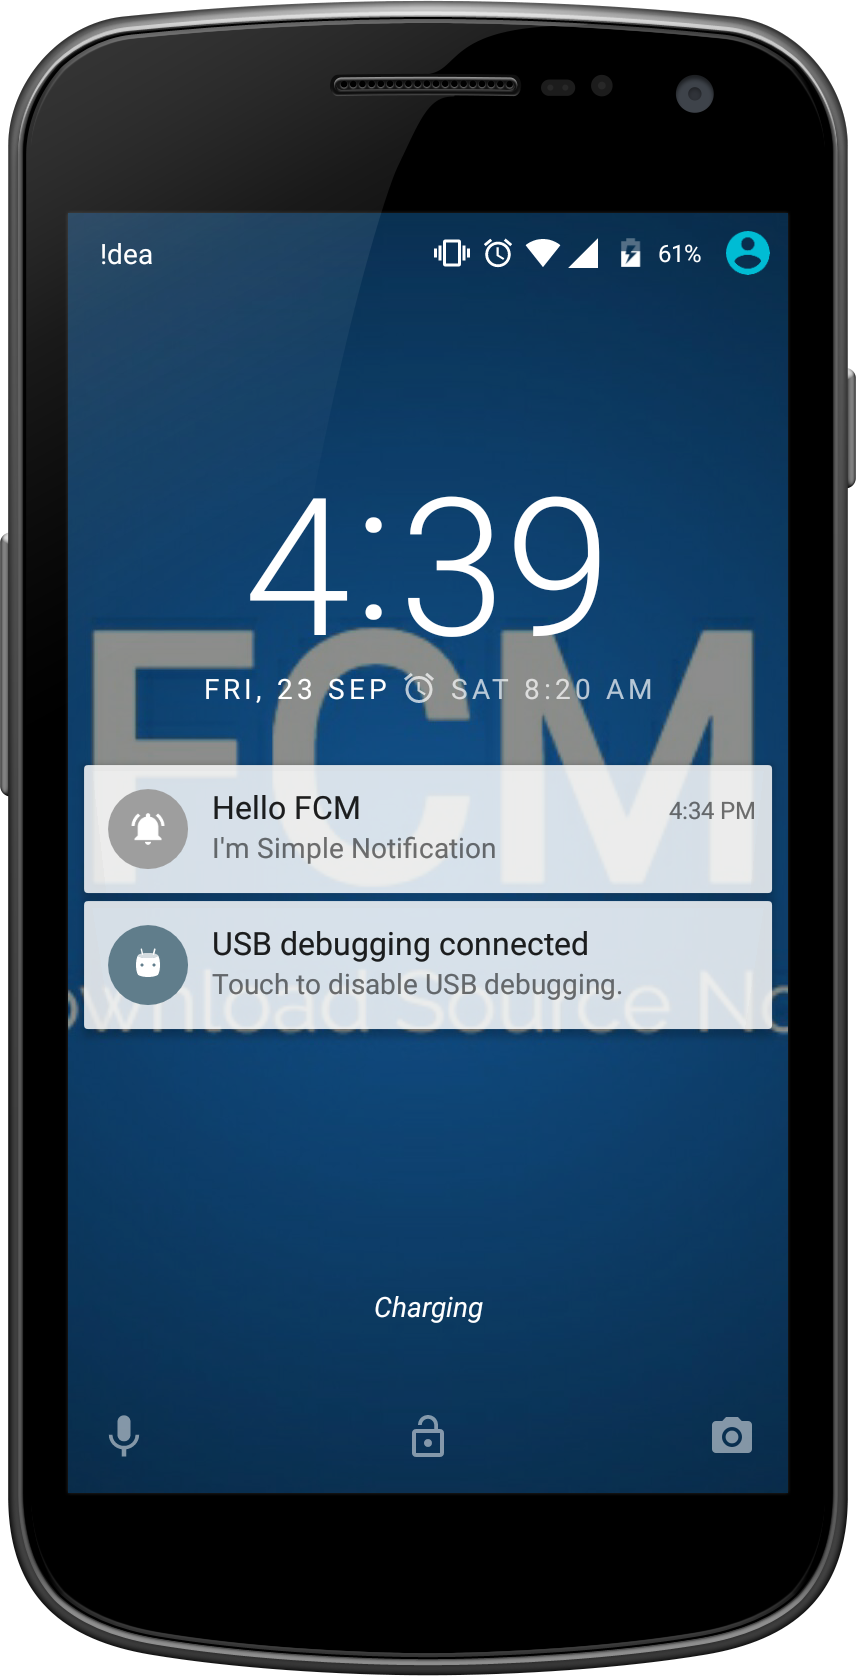 !dea 61%
4:39
FRI, 23 SEP SAT 8:20 AM
FCM
Hello FCM 4:34 PM
I'm Simple Notification
USB debugging connected
Touch to disable USB debugging.
ownload Source No
Charging